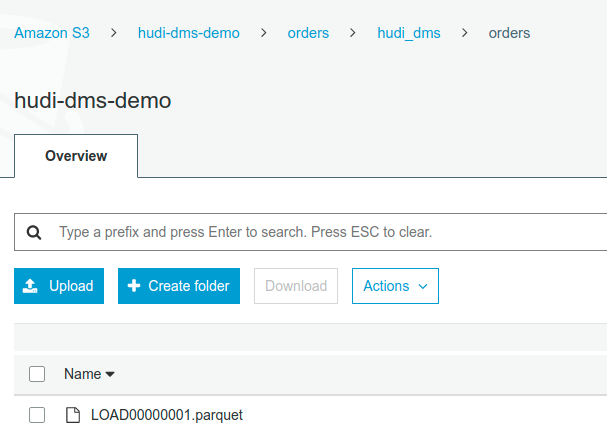 Amazon S3 > hudi-dms-demo > orders > hudi_dms > orders
hudi-dms-demo
Overview
Type a prefix and press Enter to search. Press ESC to clear.
Upload Create folder Download Actions
Name
LOAD00000001.parquet